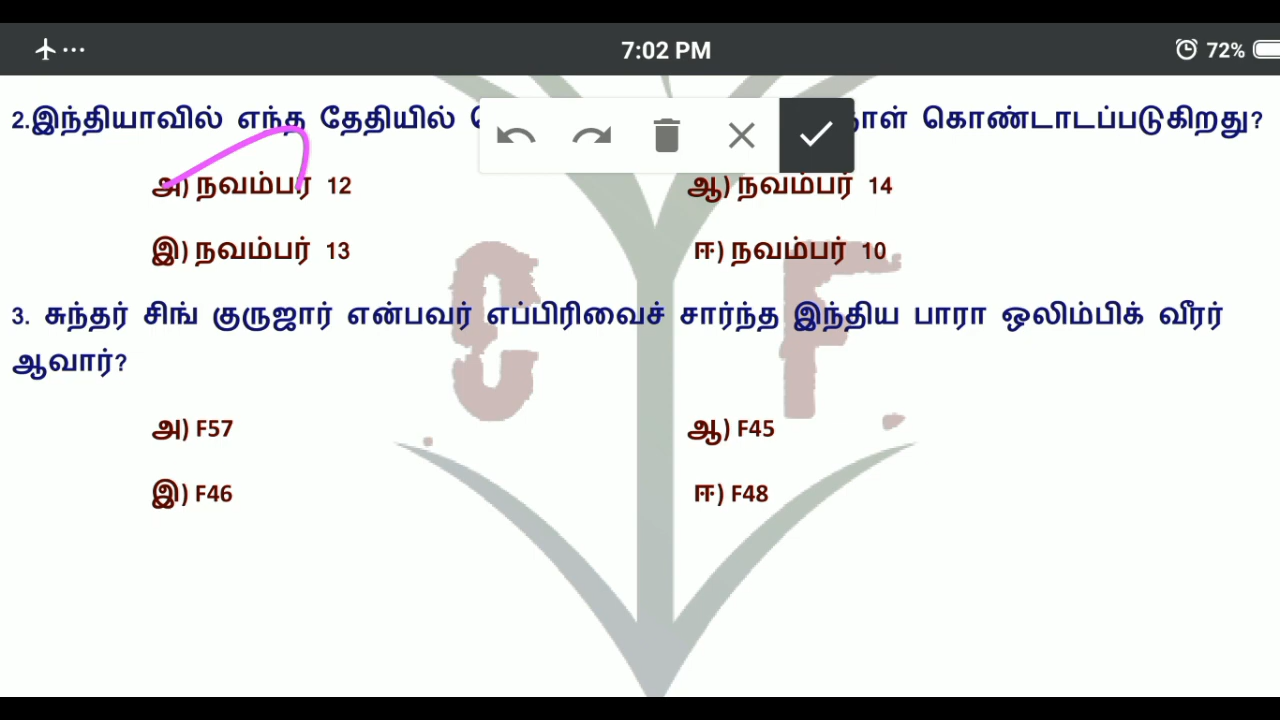 7:02 PM
72%
2.இந்தியாவில் எந்த தேதியில் கொண்டாடப்படுகிறது?
அ) நவம்பர் 12
ஆ) நவம்பர் 14
இ) நவம்பர் 13
ஈ) நவம்பர் 10
3. சுந்தர் சிங் குருஜார் என்பவர் எப்பிரிவைச் சார்ந்த இந்திய பாரா ஒலிம்பிக் வீரர்
ஆவார்?
அ) F57
ஆ) F45
இ) F46
ஈ) F48
C F